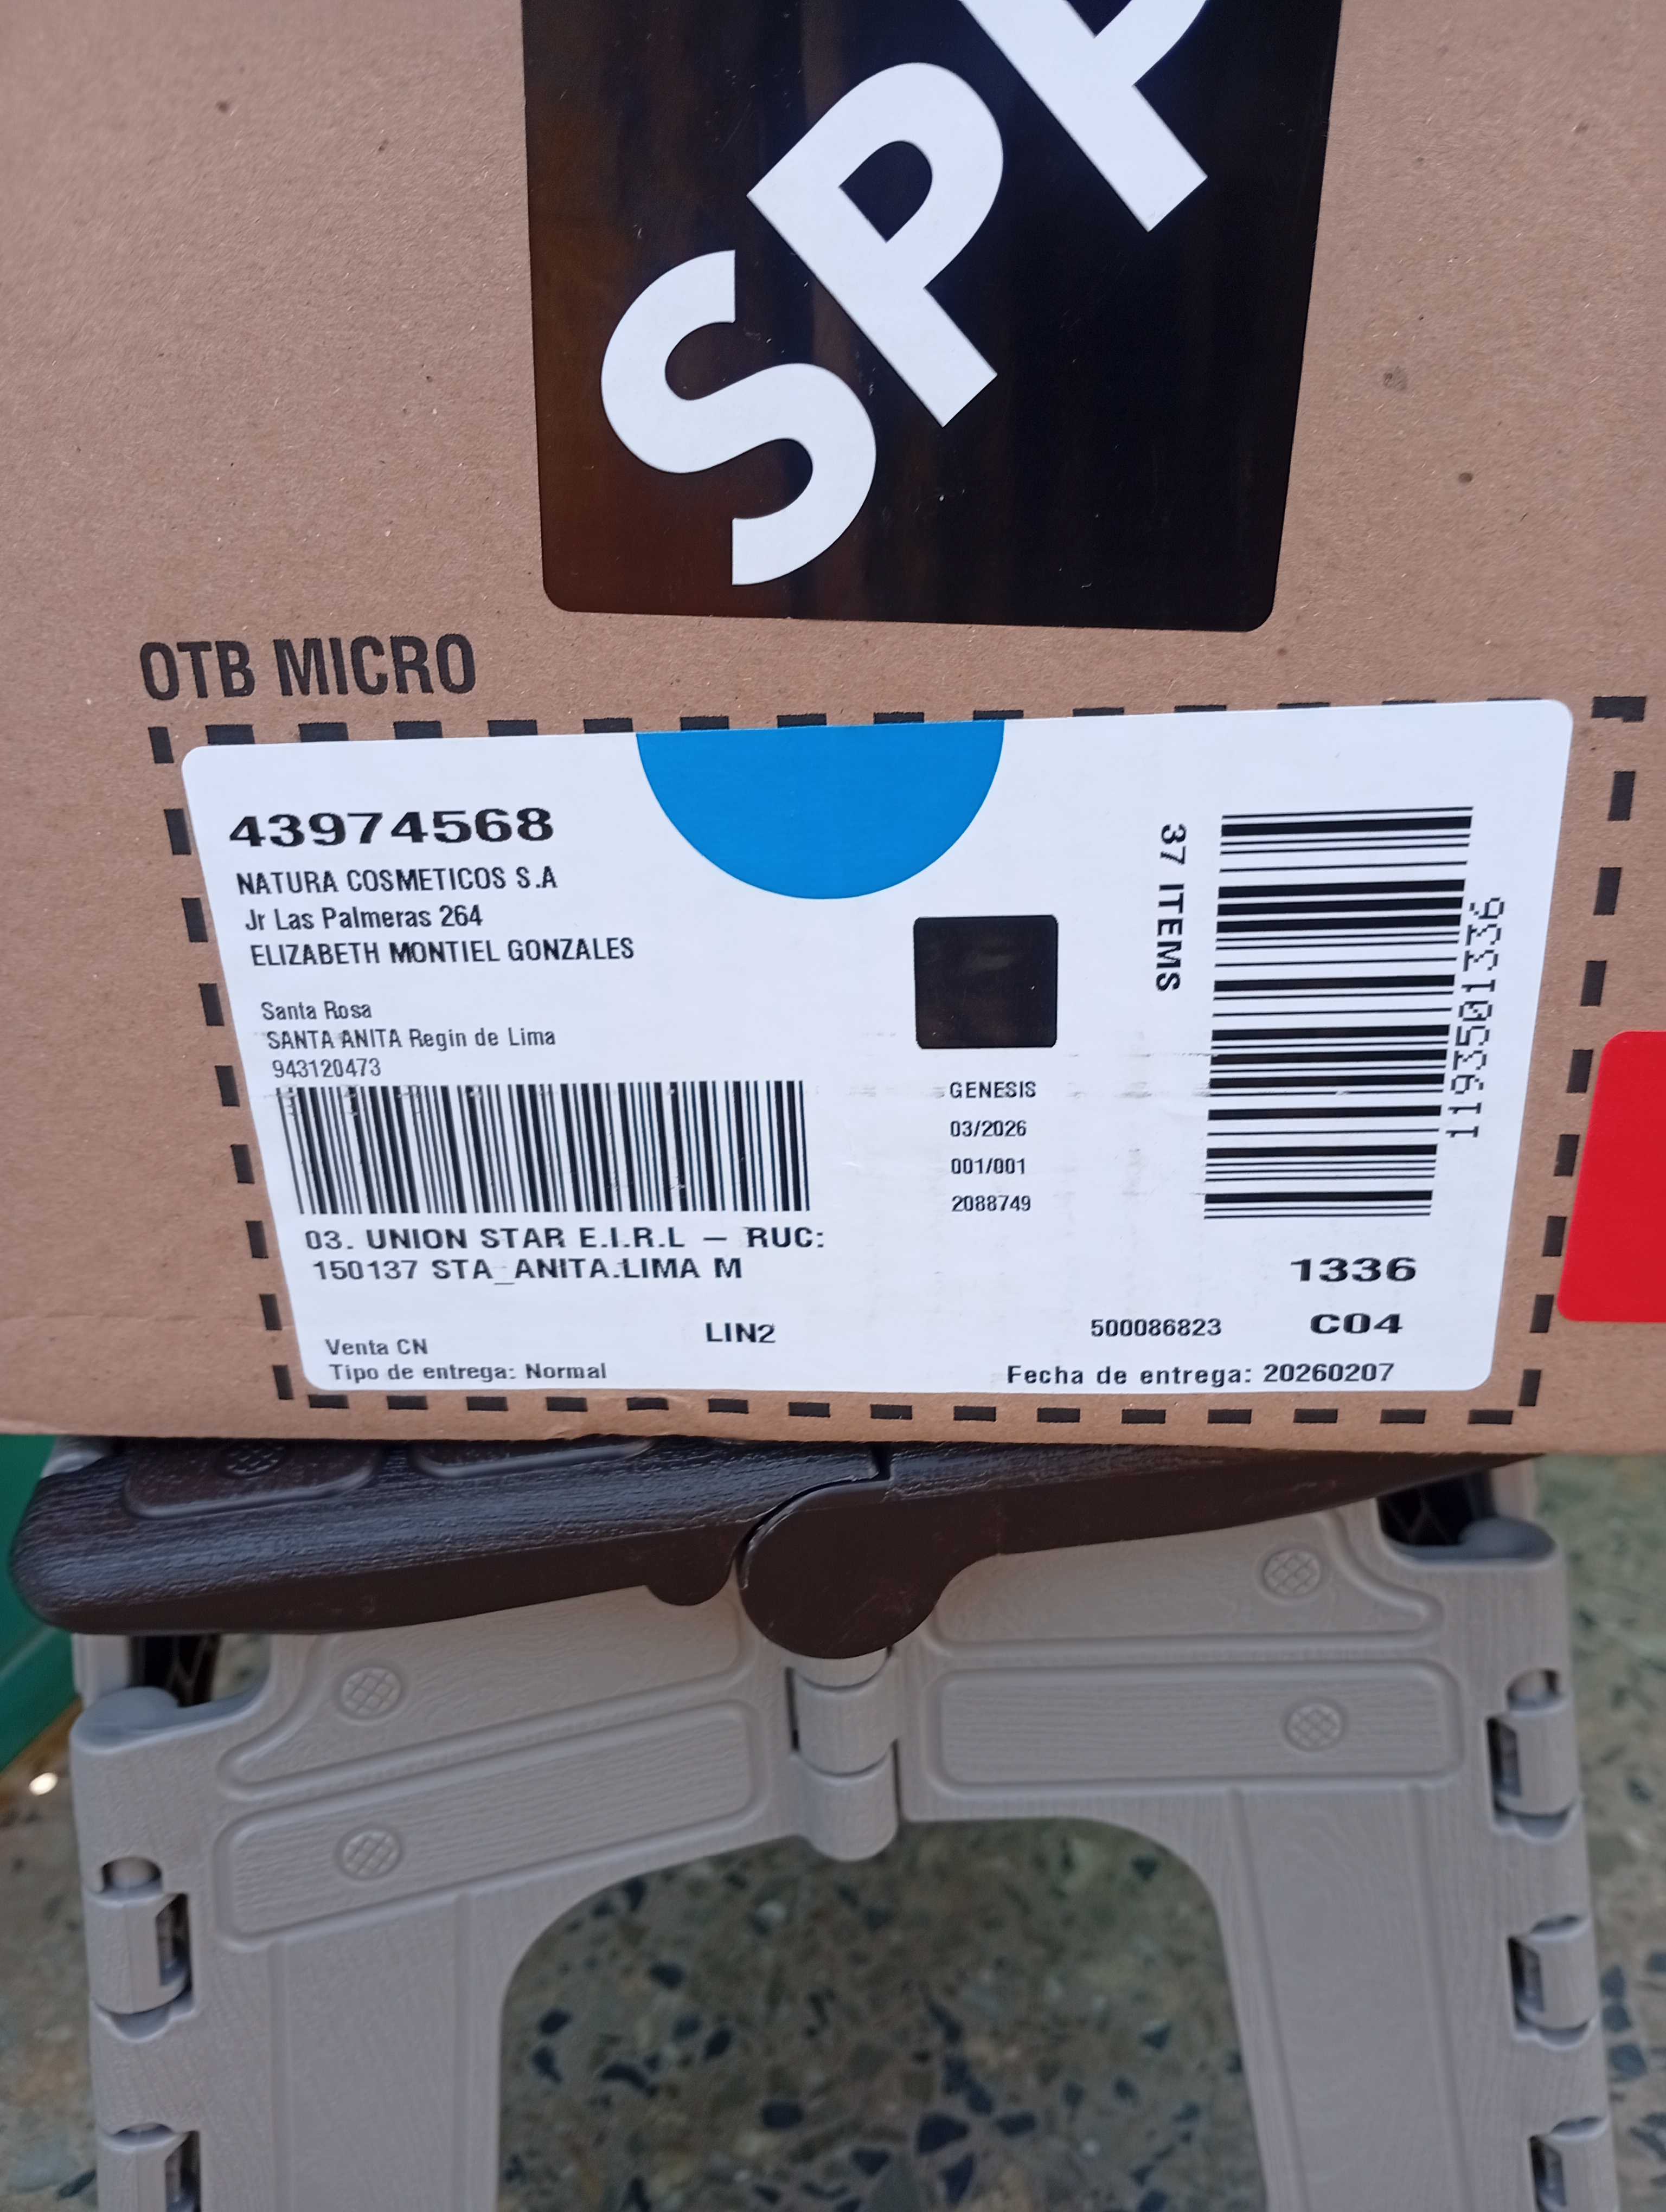 SPP
OTB MICRO
43974568
NATURA COSMETICOS S.A
Jr Las Palmeras 264
ELIZABETH MONTIEL GONZALES
Santa Rosa
SANTA ANITA Regin de Lima
943120473
03. UNION STAR E.I.R.L – RUC:
150137 STA_ANITA.LIMA M
Venta CN
Tipo de entrega: Normal
LIN2
GENESIS
03/2026
001/001
2088749
37 ITEMS
1193501336
1336
500086823
C04
Fecha de entrega: 20260207